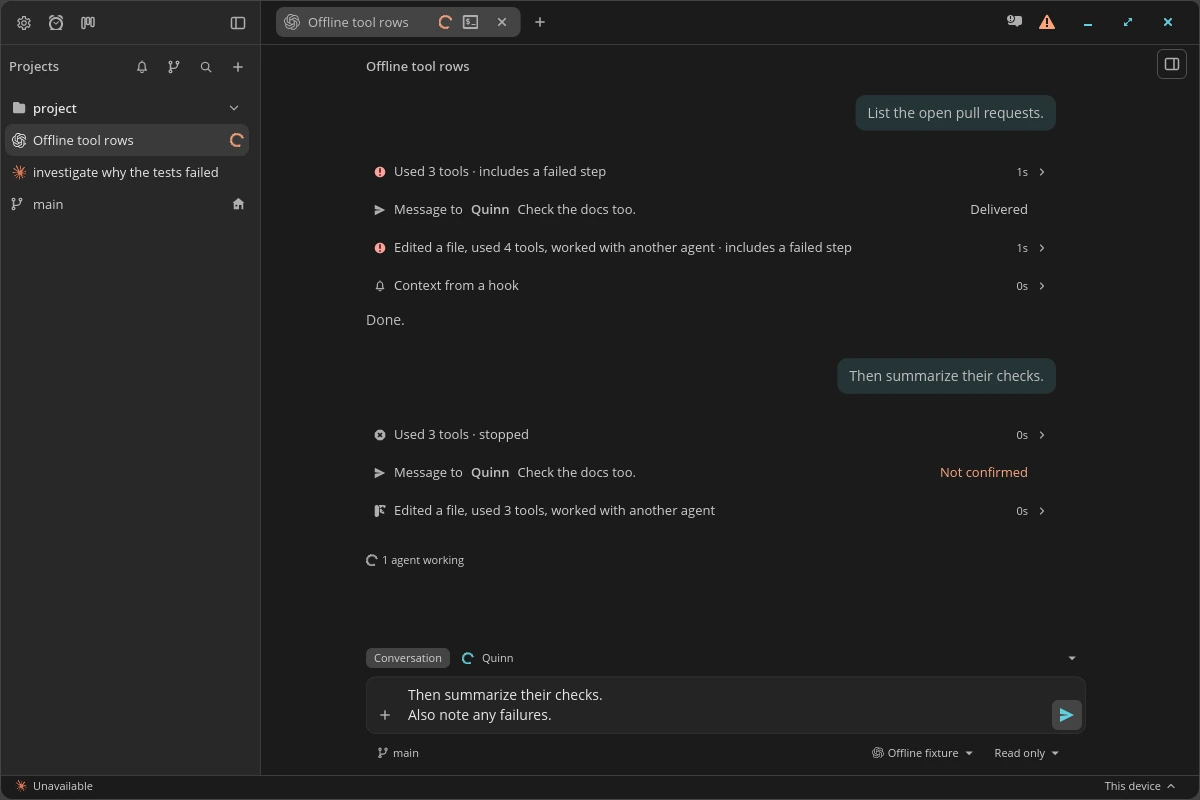 Offline tool rows
Projects
project
Offline tool rows
investigate why the tests failed
main
Offline tool rows
List the open pull requests.
Used 3 tools · includes a failed step 1s
Message to Quinn Check the docs too. Delivered
Edited a file, used 4 tools, worked with another agent · includes a failed step 1s
Context from a hook 0s
Done.
Then summarize their checks.
Used 3 tools · stopped 0s
Message to Quinn Check the docs too. Not confirmed
Edited a file, used 3 tools, worked with another agent 0s
1 agent working
Conversation Quinn
Then summarize their checks.
Also note any failures.
main Offline fixture Read only
Unavailable This device